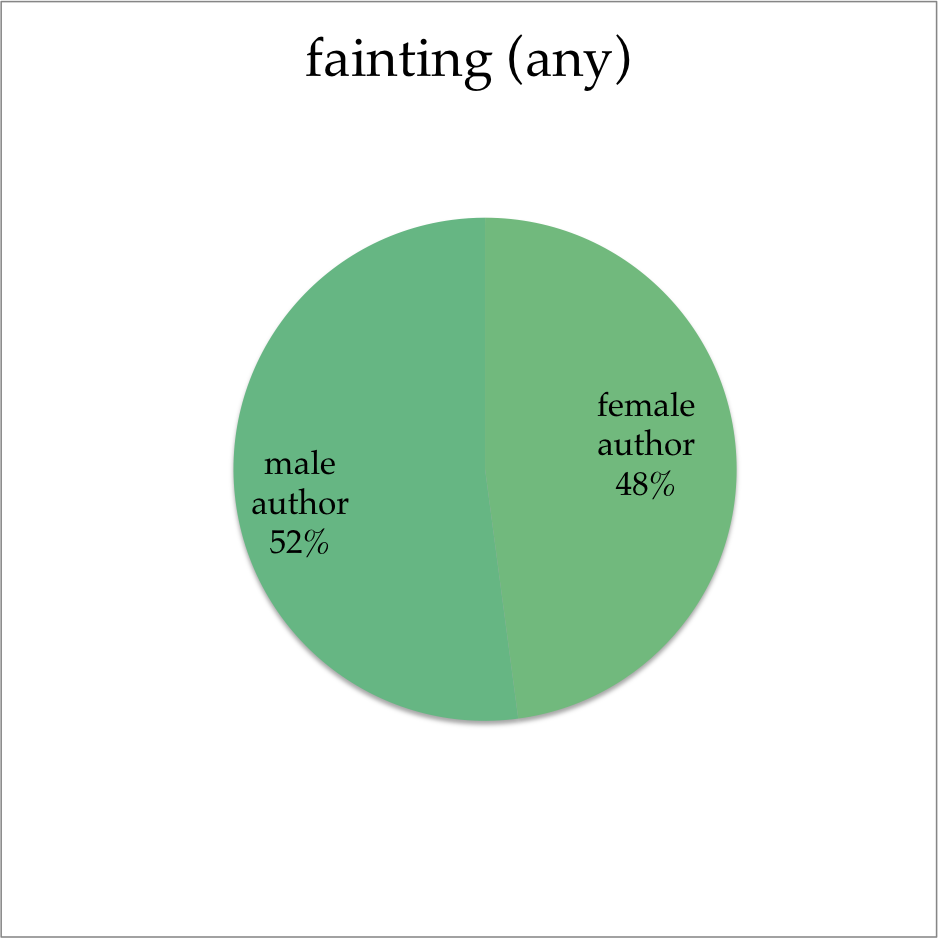 fainting (any)
female
author
48%
male
author
52%